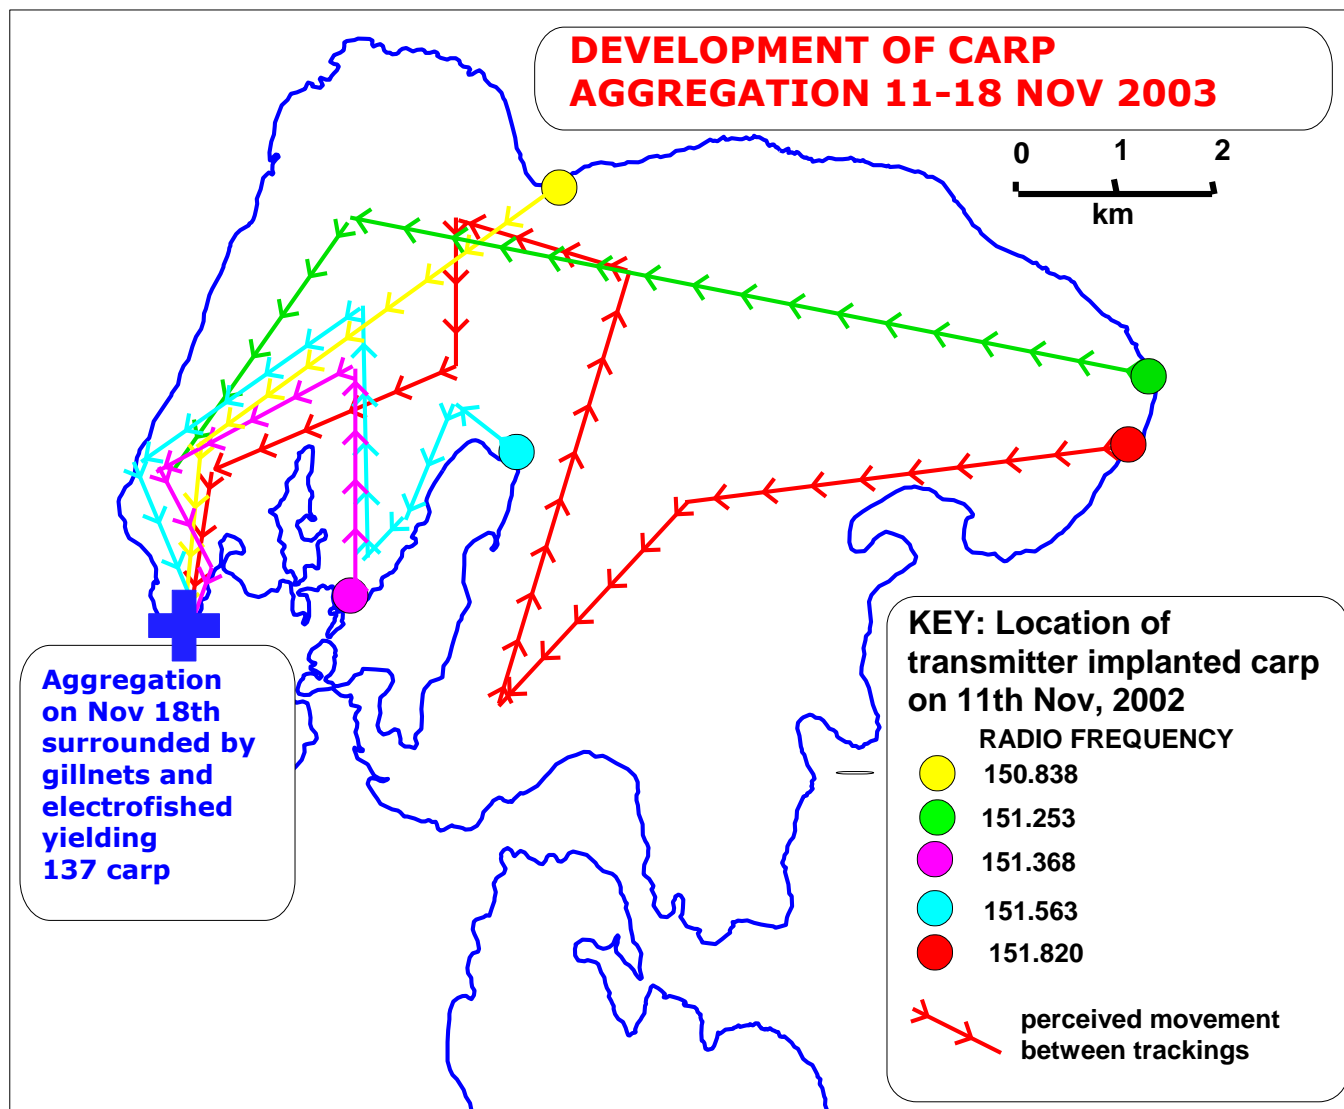 DEVELOPMENT OF CARP
AGGREGATION 11-18 NOV 2003
0 1 2
km
Aggregation
on Nov 18th
surrounded by
gillnets and
electrofished
yielding
137 carp
KEY: Location of
transmitter implanted carp
on 11th Nov, 2002
RADIO FREQUENCY
150.838
151.253
151.368
151.563
151.820
perceived movement
between trackings